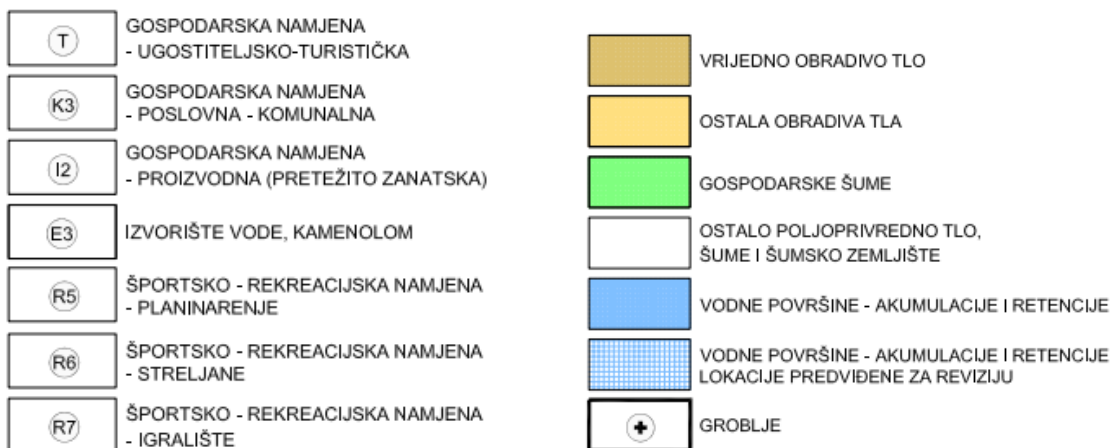 T
GOSPODARSKA NAMJENA
- UGOSTITELJSKO-TURISTIČKA
K3
GOSPODARSKA NAMJENA
- POSLOVNA - KOMUNALNA
I2
GOSPODARSKA NAMJENA
- PROIZVODNA (PRETEŽITO ZANATSKA)
E3
IZVORIŠTE VODE, KAMENOLOM
R5
ŠPORTSKO - REKREACIJSKA NAMJENA
- PLANINARENJE
R6
ŠPORTSKO - REKREACIJSKA NAMJENA
- STRELJANE
R7
ŠPORTSKO - REKREACIJSKA NAMJENA
- IGRALIŠTE
VRIJEDNO OBRADIVO TLO
OSTALA OBRADIVA TLA
GOSPODARSKE ŠUME
OSTALO POLJOPRIVREDNO TLO,
ŠUME I ŠUMSKO ZEMLJIŠTE
VODNE POVRŠINE - AKUMULACIJE I RETENCIJE
VODNE POVRŠINE - AKUMULACIJE I RETENCIJE
LOKACIJE PREDVIĐENE ZA REVIZIJU
GROBLJE